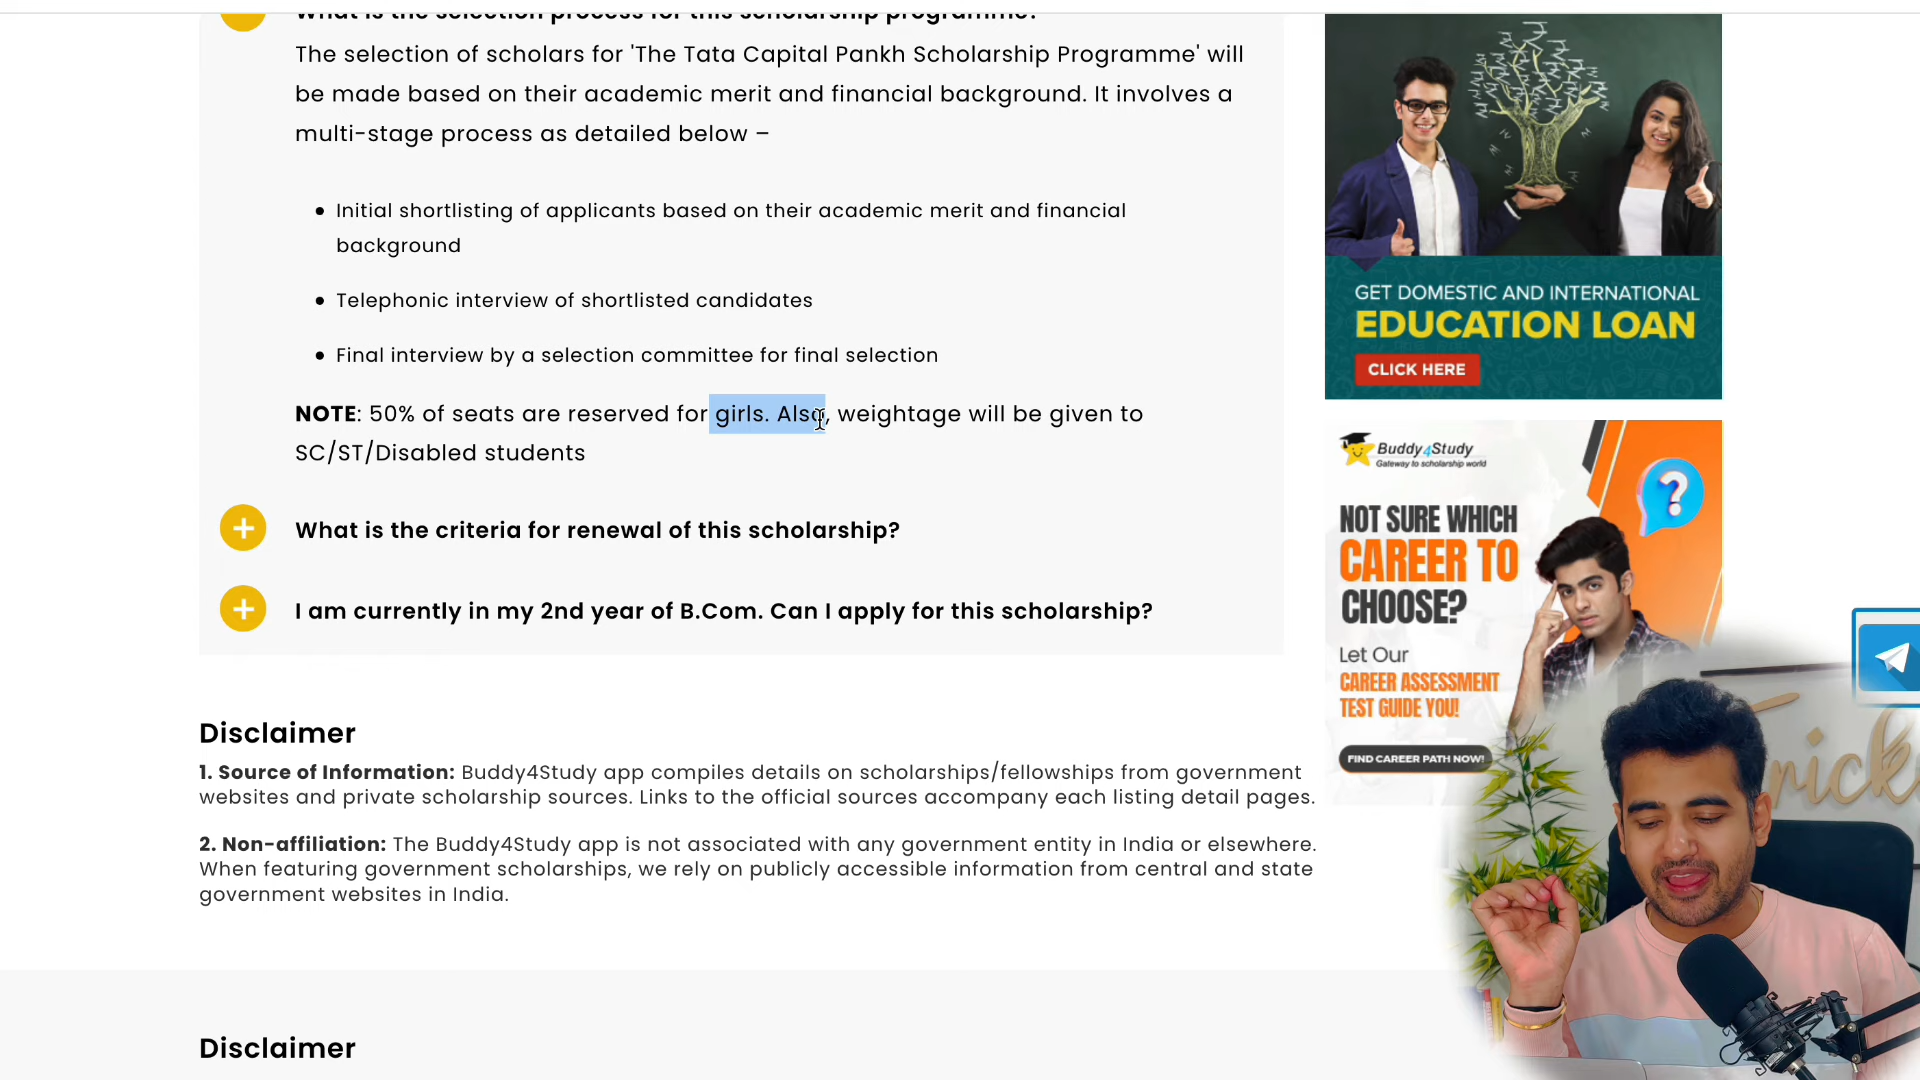 What is the selection process for this scholarship programme?
The selection of scholars for 'The Tata Capital Pankh Scholarship Programme' will
be made based on their academic merit and financial background. It involves a
multi-stage process as detailed below –
• Initial shortlisting of applicants based on their academic merit and financial
background
• Telephonic interview of shortlisted candidates
• Final interview by a selection committee for final selection
NOTE: 50% of seats are reserved for girls. Also, weightage will be given to
SC/ST/Disabled students
What is the criteria for renewal of this scholarship?
I am currently in my 2nd year of B.Com. Can I apply for this scholarship?
Disclaimer
1. Source of Information: Buddy4Study app compiles details on scholarships/fellowships from government
websites and private scholarship sources. Links to the official sources accompany each listing detail pages.
2. Non-affiliation: The Buddy4Study app is not associated with any government entity in India or elsewhere.
When featuring government scholarships, we rely on publicly accessible information from central and state
government websites in India.
Disclaimer
GET DOMESTIC AND INTERNATIONAL
EDUCATION LOAN
CLICK HERE
Buddy4Study
Gateway to scholarship world
NOT SURE WHICH
CAREER TO
CHOOSE?
Let Our
CAREER ASSESSMENT
TEST GUIDE YOU!
FIND CAREER PATH NOW!